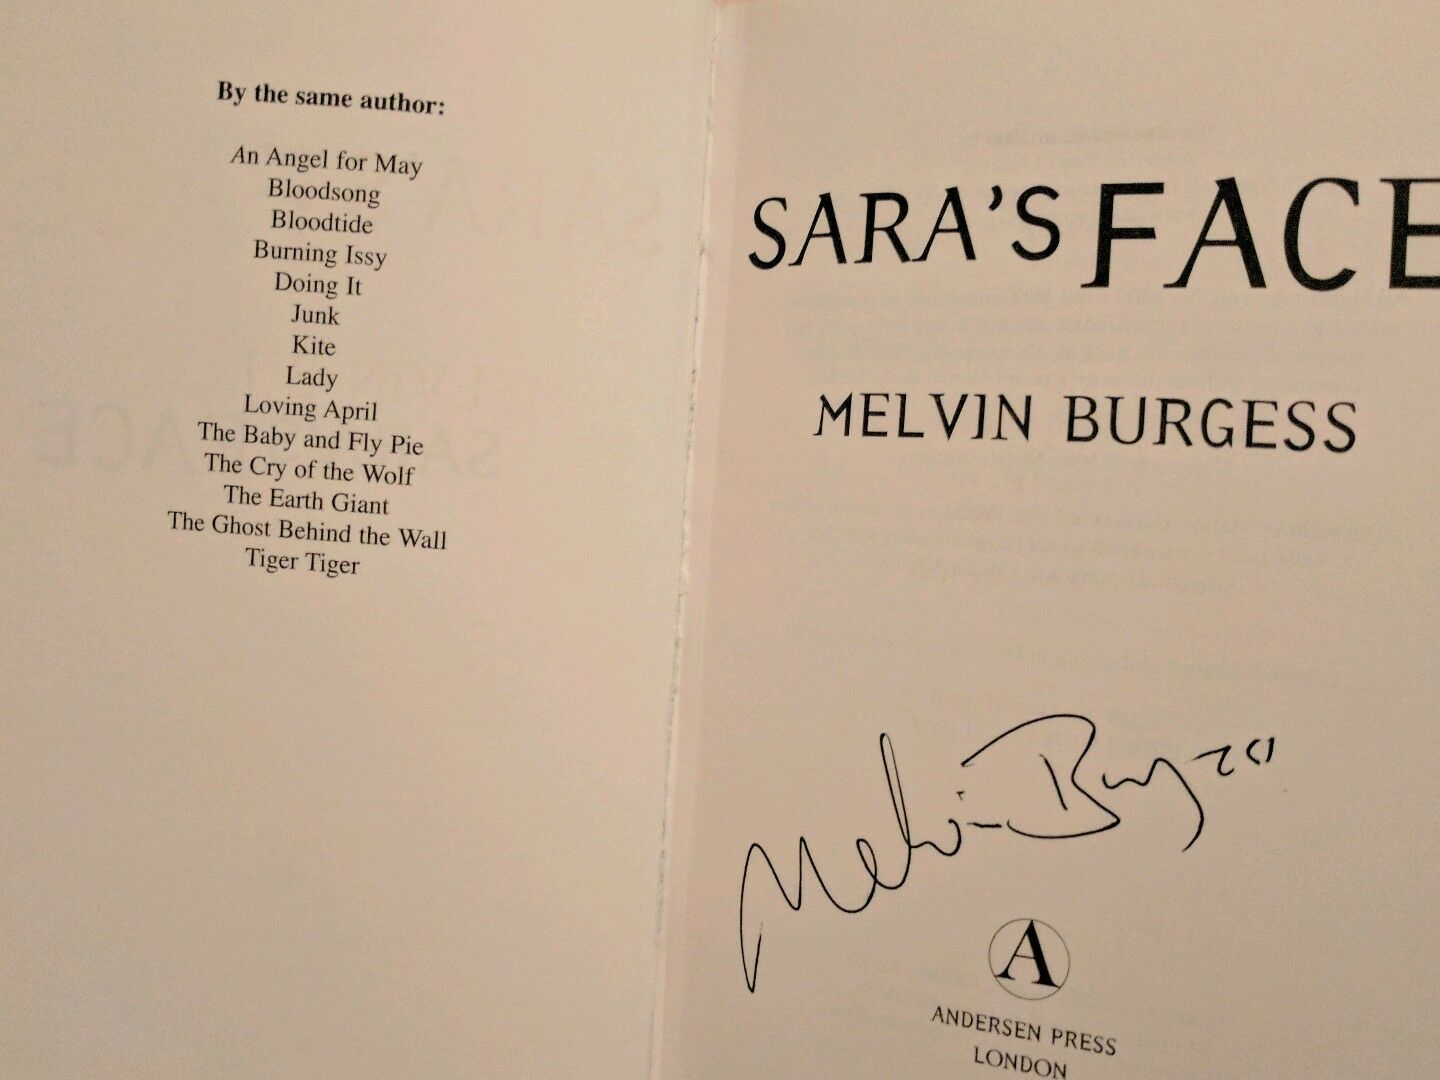 By the same author:
An Angel for May
Bloodsong
Bloodtide
Burning Issy
Doing It
Junk
Kite
Lady
Loving April
The Baby and Fly Pie
The Cry of the Wolf
The Earth Giant
The Ghost Behind the Wall
Tiger Tiger
SARA'S FACE
MELVIN BURGESS
Melvin Burgess
A
ANDERSEN PRESS
LONDON